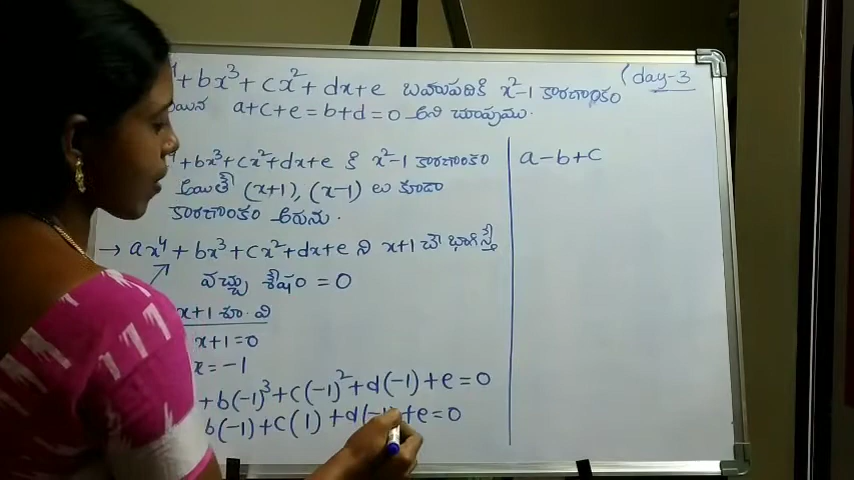 + bx³ + cx² + dx + e బహుపదికి x²-1 కారణాంకం (day-3
అయిన a+c+e = b+d = 0 అని చూపుము.
+ bx³ + cx² + dx + e కి x²-1 కారణాంకం
అయితే (x+1), (x-1) లు కూడా
కారణాంకం అగును.
→ ax⁴ + bx³ + cx² + dx + e ని x+1 చే భాగిస్తే
వచ్చు శేషం = 0
x+1 శూ. వి
x+1 = 0
x = -1
+ b(-1)³ + c(-1)² + d(-1) + e = 0
b(-1) + c(1) + d(-1) + e = 0
a - b + c